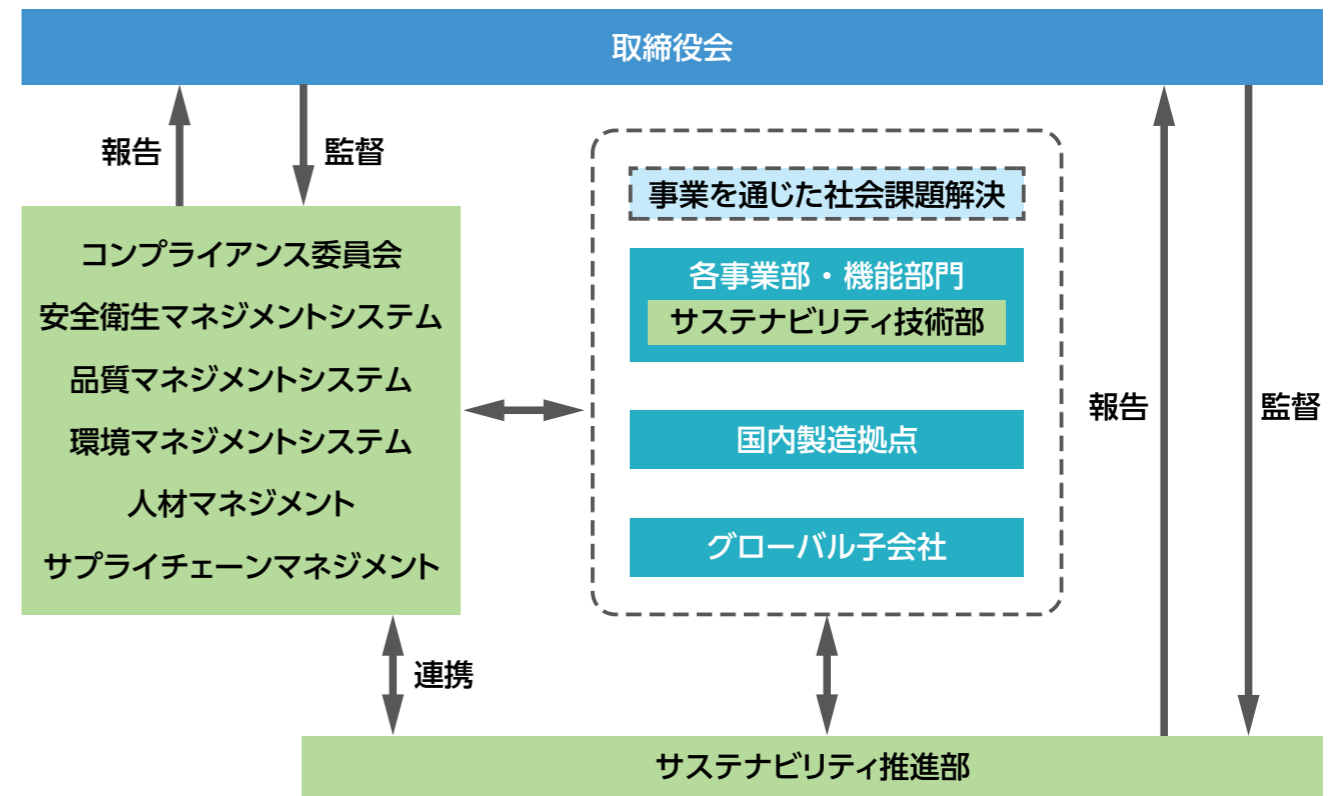 取締役会
報告
監督
コンプライアンス委員会
安全衛生マネジメントシステム
品質マネジメントシステム
環境マネジメントシステム
人材マネジメント
サプライチェーンマネジメント
事業を通じた社会課題解決
各事業部・機能部門
サステナビリティ技術部
国内製造拠点
グローバル子会社
報告
監督
連携
サステナビリティ推進部